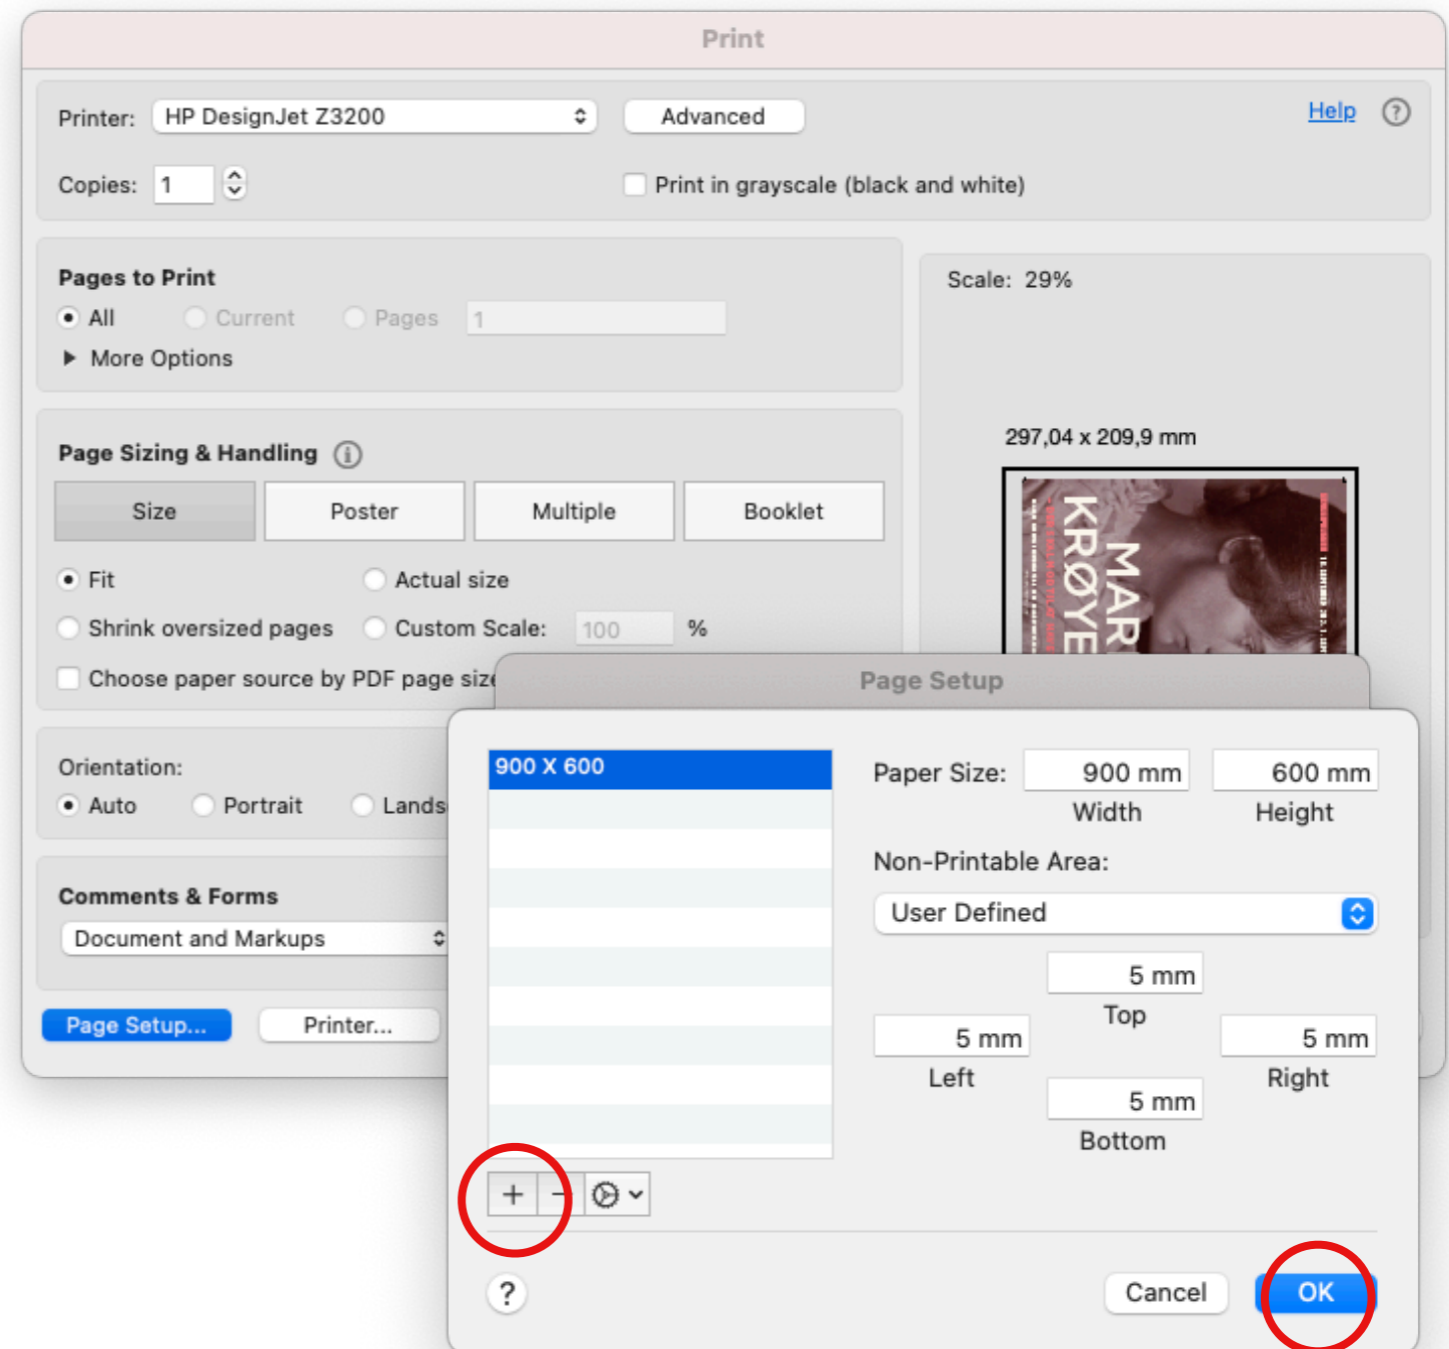 Print
Printer: HP DesignJet Z3200 Advanced Help ?
Copies: 1 Print in grayscale (black and white)
Pages to Print
All Current Pages 1
More Options
Scale: 29%
297,04 x 209,9 mm
Page Sizing & Handling
Size Poster Multiple Booklet
Fit Actual size
Shrink oversized pages Custom Scale: 100 %
Choose paper source by PDF page size
KRØYE
MAR
Orientation:
Auto Portrait Lands
Comments & Forms
Document and Markups
Page Setup... Printer...
Page Setup
900 X 600
Paper Size: 900 mm 600 mm
Width Height
Non-Printable Area:
User Defined
5 mm
Top
5 mm 5 mm
Left Right
5 mm
Bottom
+ −
? Cancel OK